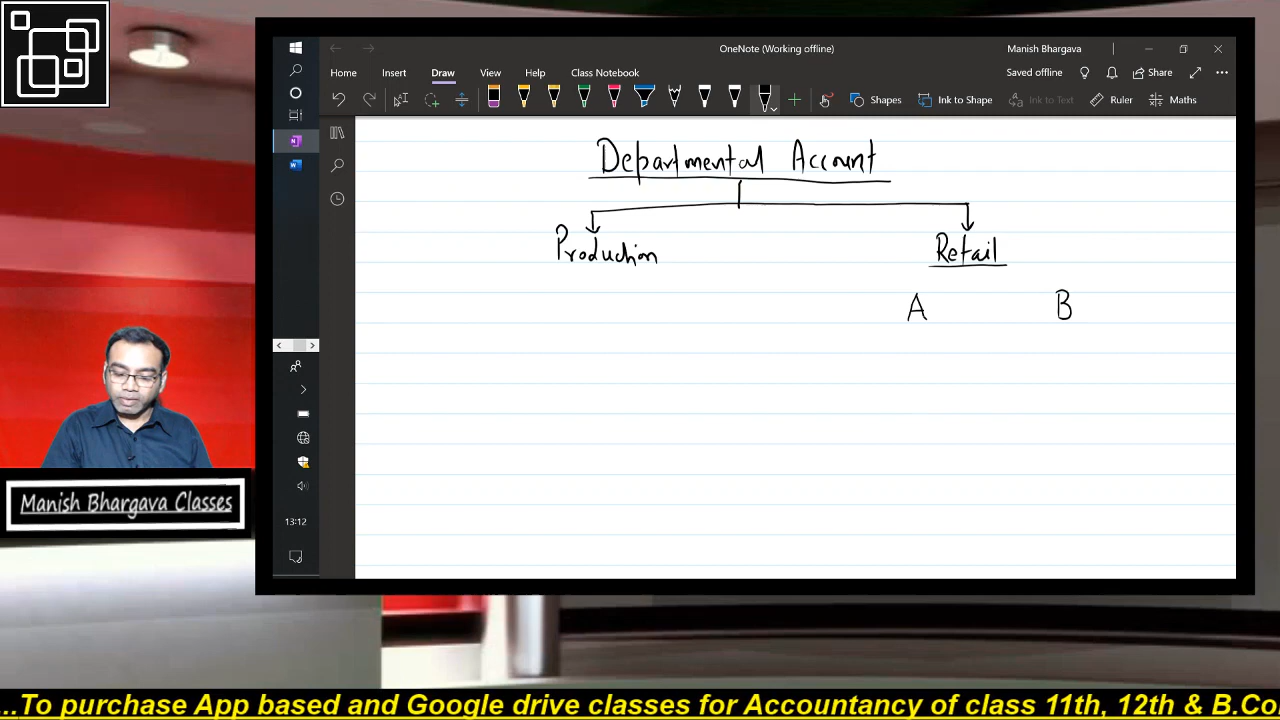 OneNote (Working offline)
Manish Bhargava
Home Insert Draw View Help Class Notebook
Saved offline
Share
Shapes
Ink to Shape
Ink to Text
Ruler
Maths
Departmental Account
Production
Retail
A B
13:12
Manish Bhargava Classes
...To purchase App based and Google drive classes for Accountancy of class 11th, 12th & B.Co